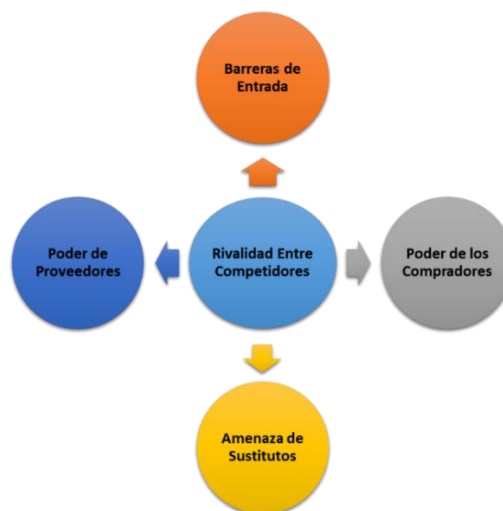 Barreras de
Entrada
Poder de
Proveedores
Rivalidad Entre
Competidores
Poder de los
Compradores
Amenaza de
Sustitutos